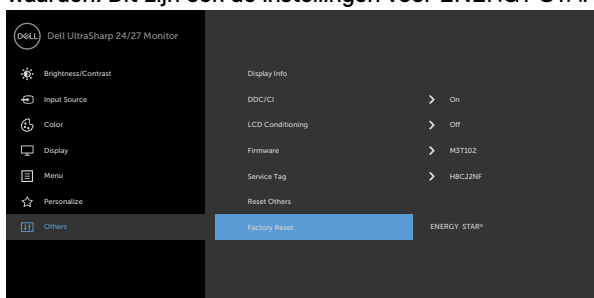 waarden. Dit zijn ook de instellingen voor ENERGY STAR
DELL Dell UltraSharp 24/27 Monitor
Brightness/Contrast Display Info
Input Source DDC/CI On
Color LCD Conditioning Off
Display Firmware M3T102
Menu Service Tag H8CJ2NF
Personalize Reset Others
Others Factory Reset ENERGY STAR®